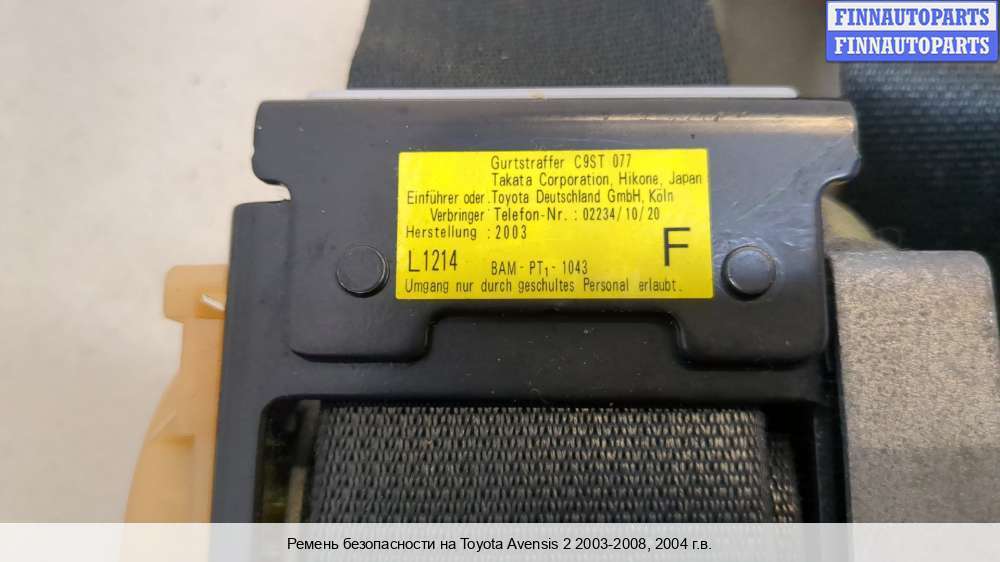 FINNAUTOPARTS
FINNAUTOPARTS
Gurtstraffer C9ST 077
Takata Corporation, Hikone, Japan
Einführer oder Toyota Deutschland GmbH, Köln
Verbringer Telefon-Nr. : 02234/10/20
Herstellung : 2003
F
L1214
BAM - PT1 - 1043
Umgang nur durch geschultes Personal erlaubt.
Ремень безопасности на Toyota Avensis 2 2003-2008, 2004 г.в.